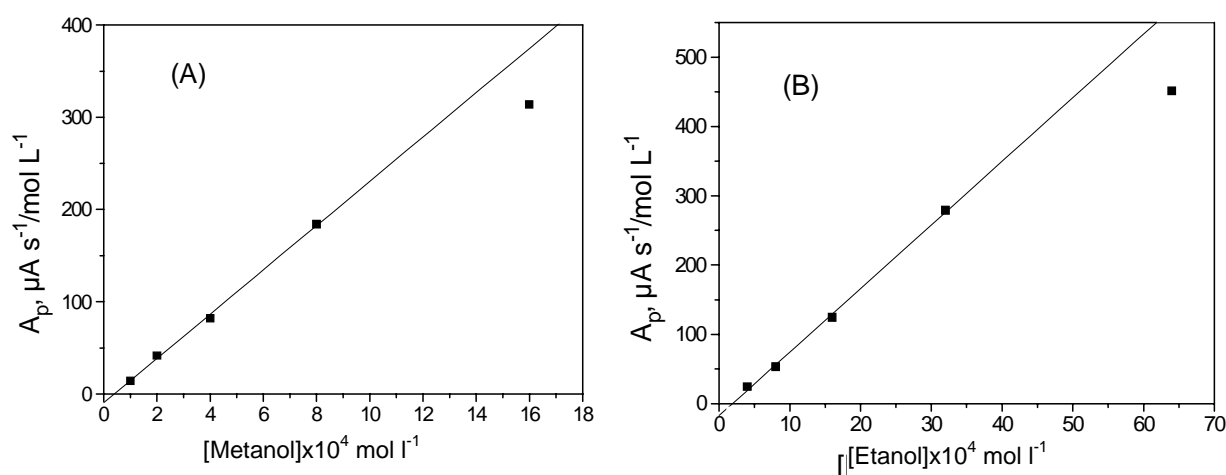 (A)
A_p, µA s^-1/mol L^-1
400
300
200
100
0
0 2 4 6 8 10 12 14 16 18
[Metanol]x10^4 mol l^-1
(B)
A_p, µA s^-1/mol L^-1
500
400
300
200
100
0
0 10 20 30 40 50 60 70
[[Etanol]x10^4 mol l^-1